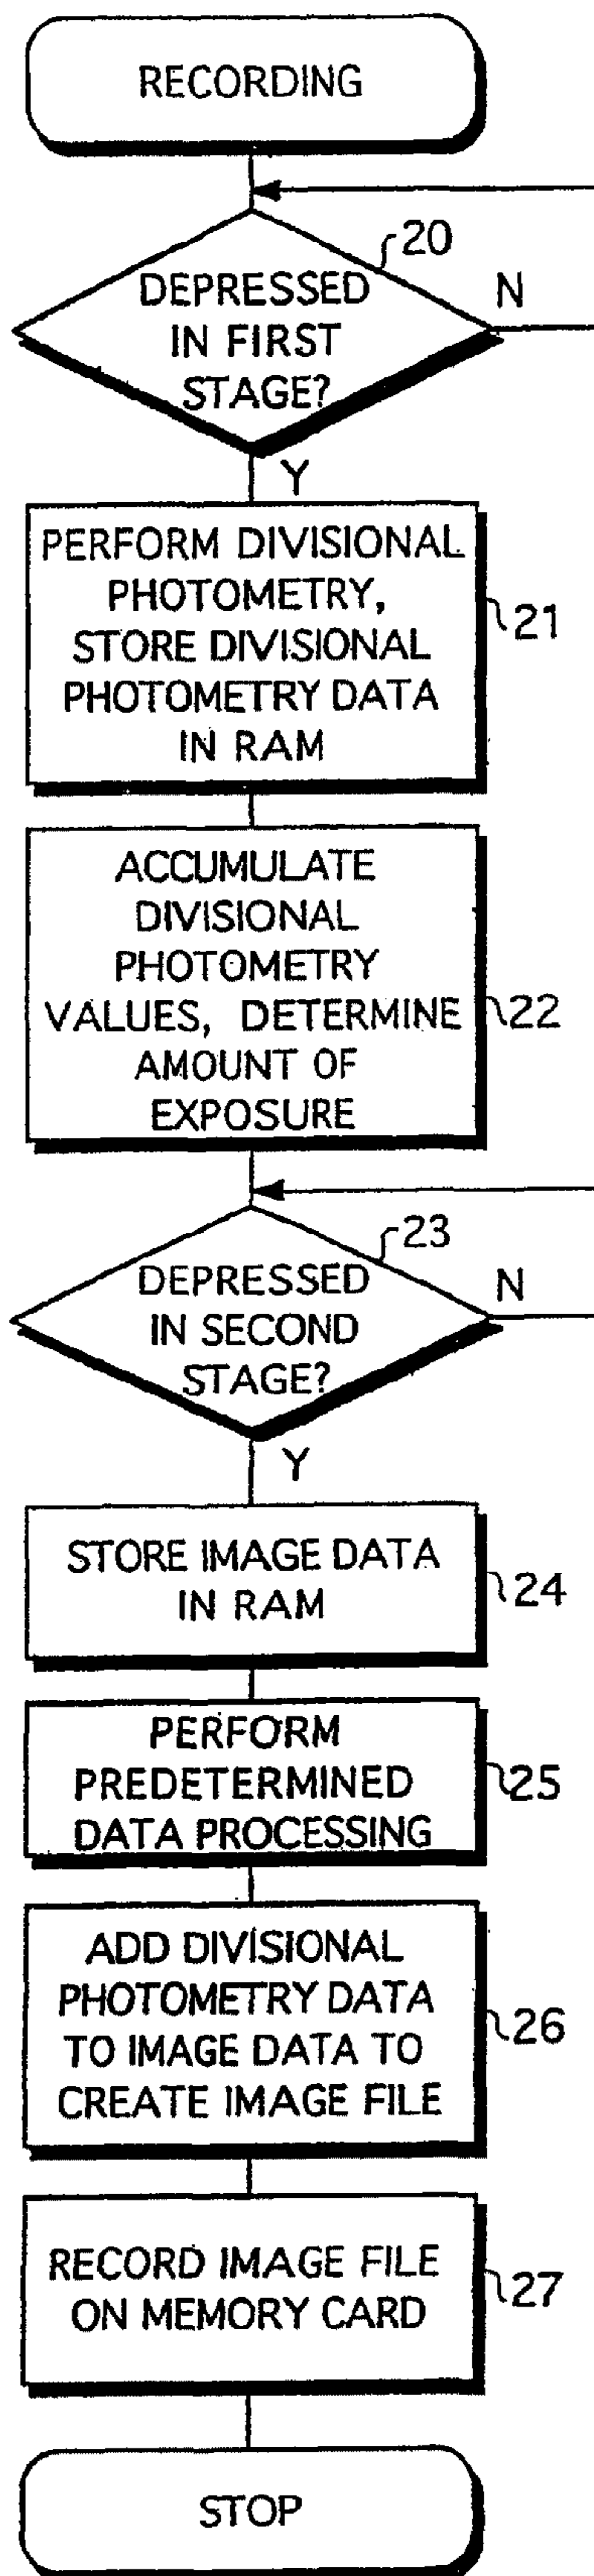 RECORDING
20
DEPRESSED
IN FIRST
STAGE?
N
Y
PERFORM DIVISIONAL
PHOTOMETRY,
STORE DIVISIONAL
PHOTOMETRY DATA
IN RAM
21
ACCUMULATE
DIVISIONAL
PHOTOMETRY
VALUES, DETERMINE
AMOUNT OF
EXPOSURE
22
23
DEPRESSED
IN SECOND
STAGE?
N
Y
STORE IMAGE DATA
IN RAM
24
PERFORM
PREDETERMINED
DATA PROCESSING
25
ADD DIVISIONAL
PHOTOMETRY DATA
TO IMAGE DATA TO
CREATE IMAGE FILE
26
RECORD IMAGE FILE
ON MEMORY CARD
27
STOP